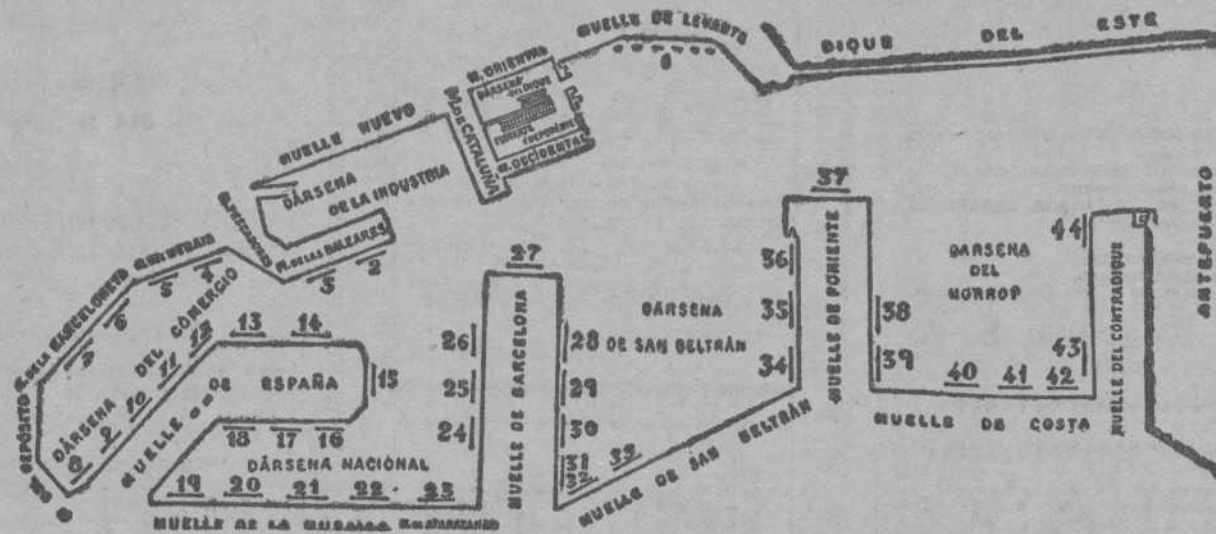 MUELLE DE LEVANTE
DIQUE DEL ESTE
M. ORIENTAL
DÁRSENA
DEL DIQUE
M. OCCIDENTAL
M. DE CATALUÑA
MUELLE NUEVO
DÁRSENA
DE LA INDUSTRIA
M. DE LAS BALEARES
3
2
ANTEPUERTO
37
MUELLE DE PONIENTE
36
35
34
DÁRSENA
DE SAN BELTRÁN
38
39
DÁRSENA
DEL
MORROT
44
43
MUELLE DEL CONTRADIQUE
40 41 42
MUELLE DE COSTA
27
MUELLE DE BARCELONA
26
25
24
28
29
30
31
32
33
MUELLE DE SAN BELTRÁN
DÁRSENA DEL COMERCIO
4
5
6
8
9
10
11
12
DE LA BARCELONETA
DEL DEPÓSITO
13 14
15
MUELLE DE ESPAÑA
18 17 16
DÁRSENA NACIONAL
19 20 21 22 23
MUELLE DE LA MURALLA